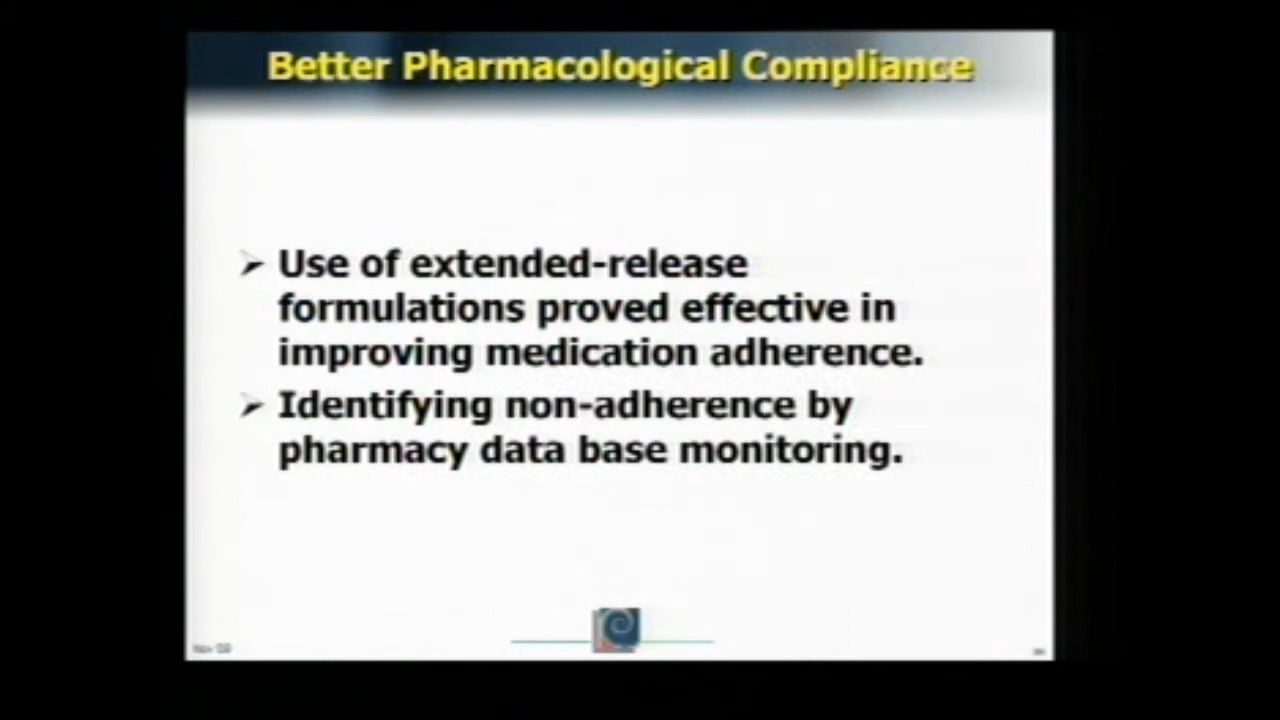 Better Pharmacological Compliance
➢ Use of extended-release
formulations proved effective in
improving medication adherence.
➢ Identifying non-adherence by
pharmacy data base monitoring.